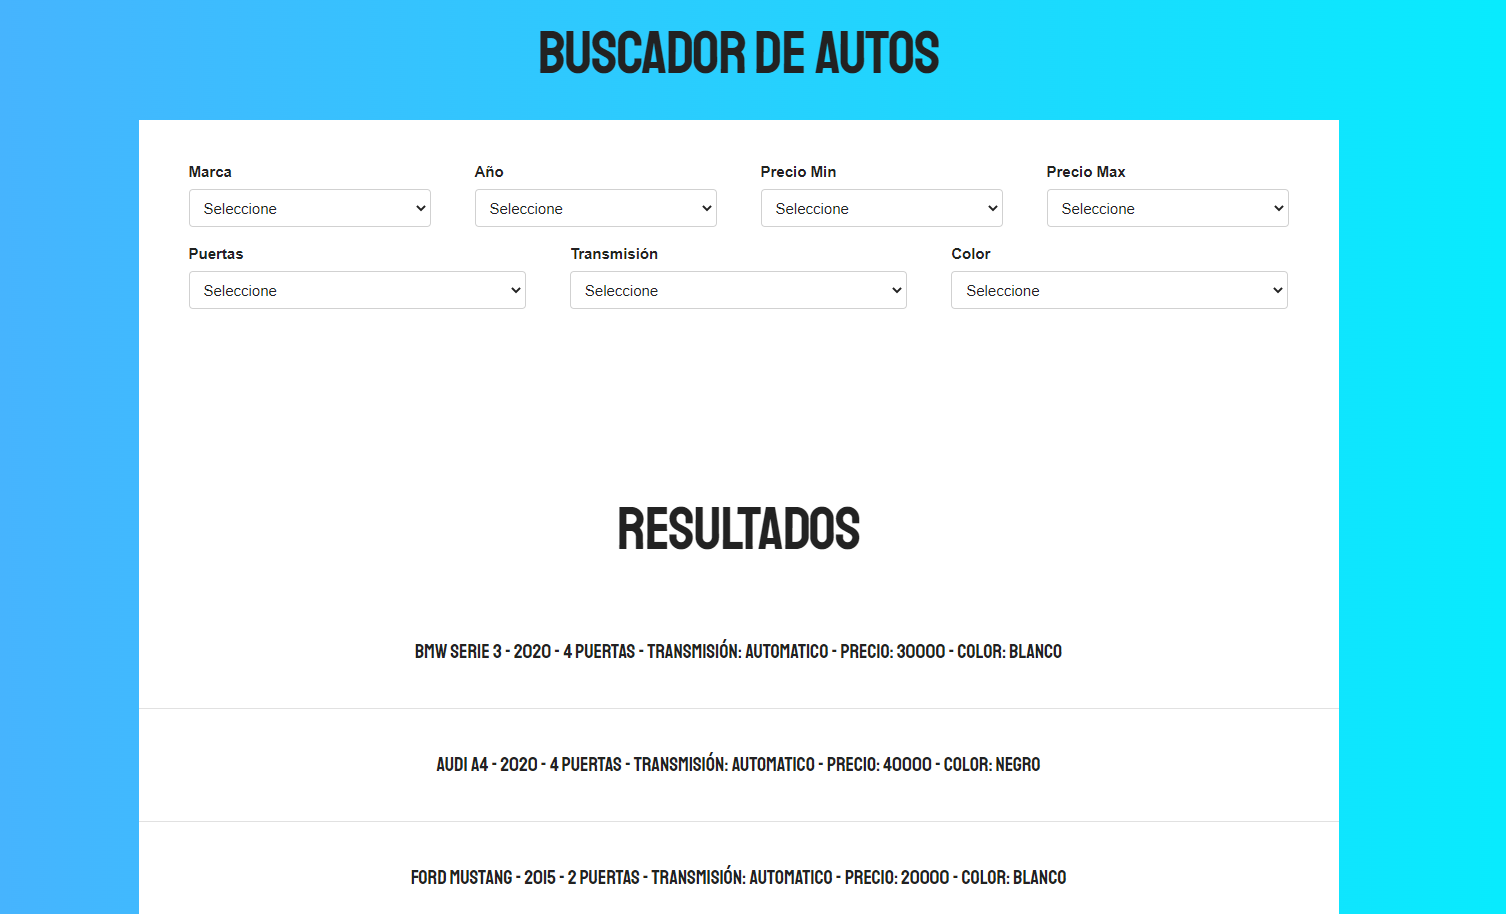 BUSCADOR DE AUTOS
Marca Año Precio Min Precio Max
Seleccione Seleccione Seleccione Seleccione
Puertas Transmisión Color
Seleccione Seleccione Seleccione
RESULTADOS
BMW SERIE 3 - 2020 - 4 PUERTAS - TRANSMISIÓN: AUTOMATICO - PRECIO: 30000 - COLOR: BLANCO
AUDI A4 - 2020 - 4 PUERTAS - TRANSMISIÓN: AUTOMATICO - PRECIO: 40000 - COLOR: NEGRO
FORD MUSTANG - 2015 - 2 PUERTAS - TRANSMISIÓN: AUTOMATICO - PRECIO: 20000 - COLOR: BLANCO